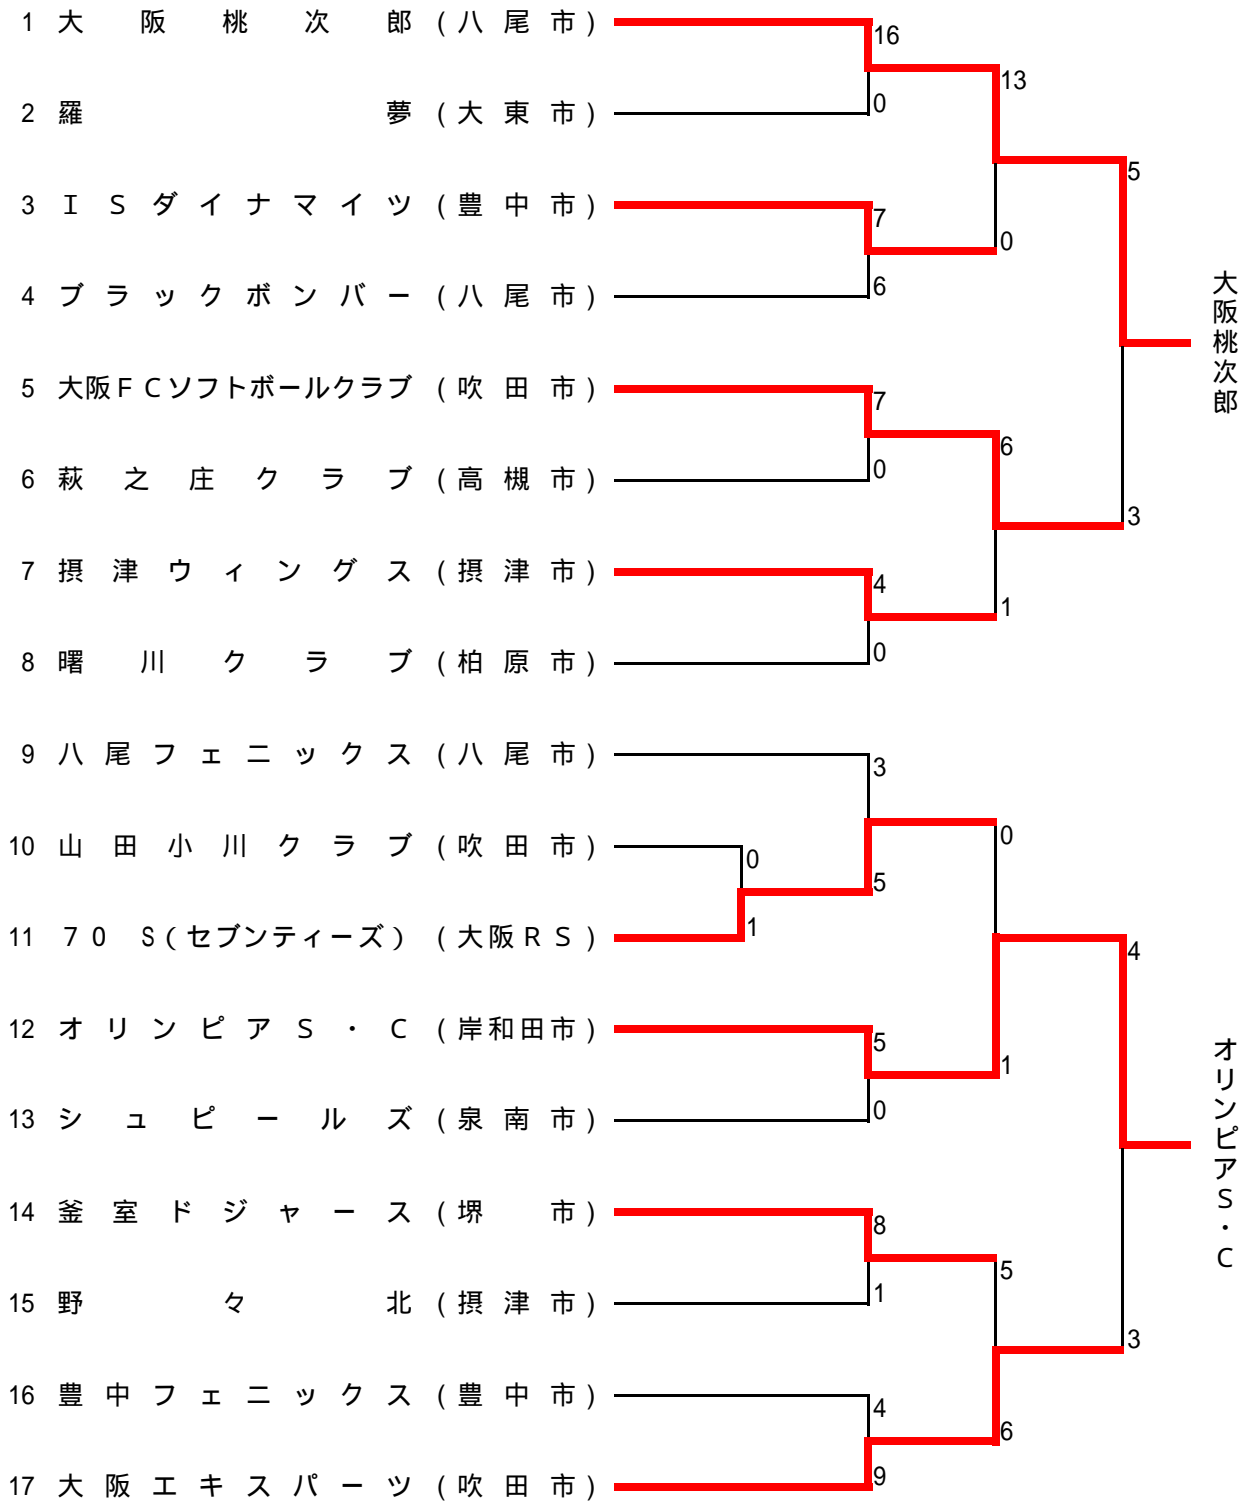 1 大阪桃次郎 (八尾市)
16
13
2 羅夢 (大東市)
0
5
3 ISダイナマイツ (豊中市)
7
0
4 ブラックボンバー (八尾市)
6
大阪桃次郎
5 大阪FCソフトボールクラブ (吹田市)
7
6
6 萩之庄クラブ (高槻市)
0
3
7 摂津ウィングス (摂津市)
4
1
8 曙川クラブ (柏原市)
0
9 八尾フェニックス (八尾市)
3
0
10 山田小川クラブ (吹田市)
0
5
11 70 S(セブンティーズ) (大阪RS)
1
4
12 オリンピアS・C (岸和田市)
5
1
13 シュピールズ (泉南市)
0
オリンピアS・C
14 釜室ドジャース (堺市)
8
5
15 野々北 (摂津市)
1
3
16 豊中フェニックス (豊中市)
4
6
17 大阪エキスパーツ (吹田市)
9